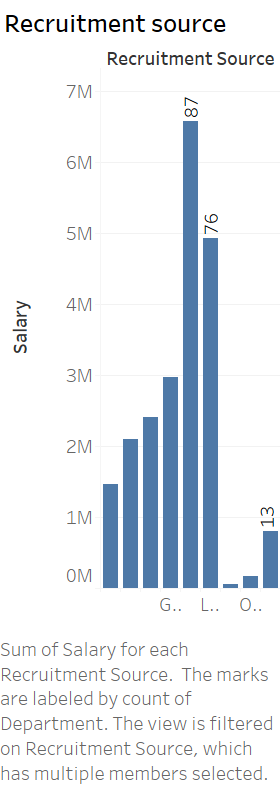 Recruitment source
Recruitment Source
7M
6M
5M
4M
3M
2M
1M
0M
Salary
87
76
13
G..
L..
O..
Sum of Salary for each
Recruitment Source.  The marks
are labeled by count of
Department. The view is filtered
on Recruitment Source, which
has multiple members selected.